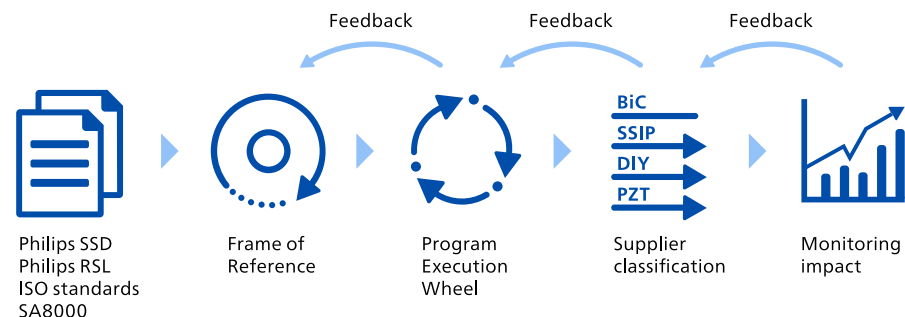 Feedback
Feedback
Feedback
BiC
SSIP
DIY
PZT
Philips SSD
Philips RSL
ISO standards
SA8000
Frame of
Reference
Program
Execution
Wheel
Supplier
classification
Monitoring
impact